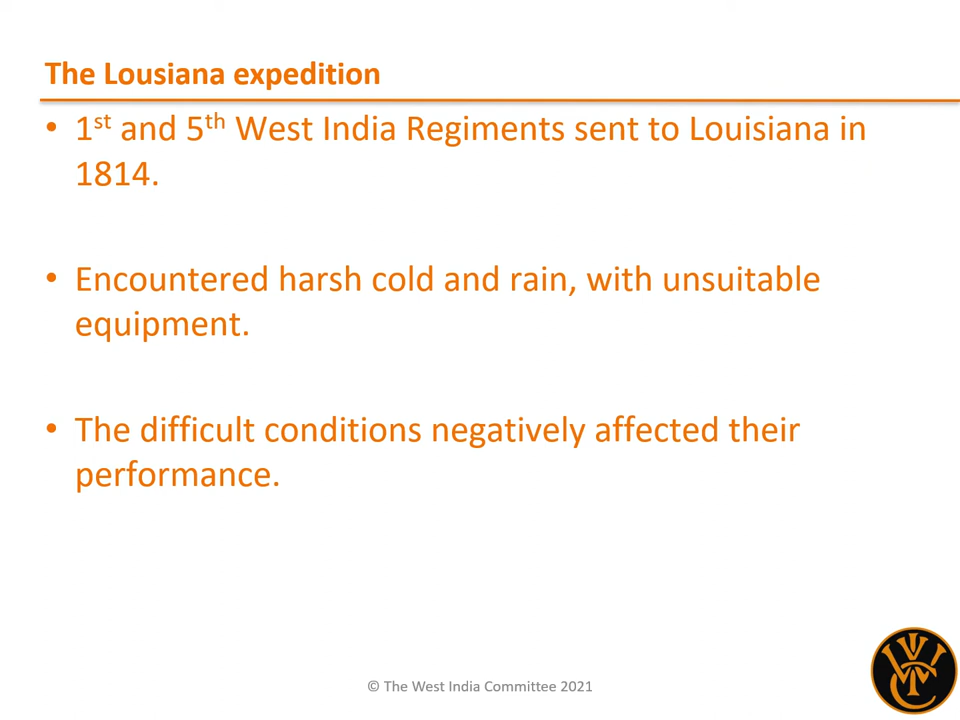 The Lousiana expedition
• 1st and 5th West India Regiments sent to Louisiana in
1814.
• Encountered harsh cold and rain, with unsuitable
equipment.
• The difficult conditions negatively affected their
performance.
© The West India Committee 2021
WIC